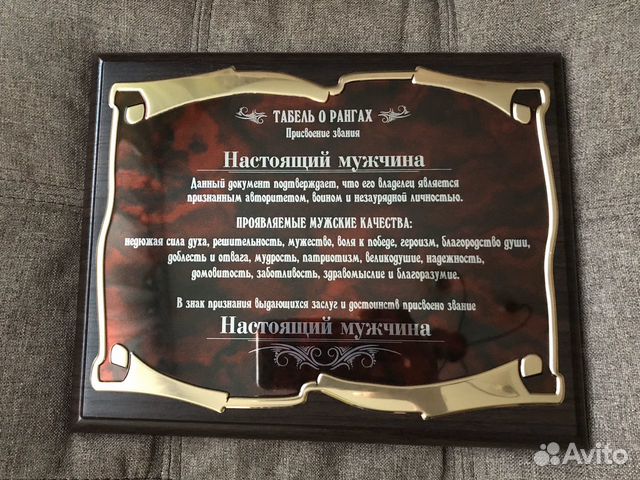 ТАБЕЛЬ О РАНГАХ
Присвоение звания
Настоящий мужчина
Данный документ подтверждает, что его владелец является
признанным авторитетом, воином и незаурядной личностью.
ПРОЯВЛЯЕМЫЕ МУЖСКИЕ КАЧЕСТВА:
недюжая сила духа, решительность, мужество, воля к победе, героизм, благородство души,
доблесть и отвага, мудрость, патриотизм, великодушие, надежность,
домовитость, заботливость, здравомыслие и благоразумие.
В знак признания выдающихся заслуг и достоинств присвоено звание
Настоящий мужчина
Avito